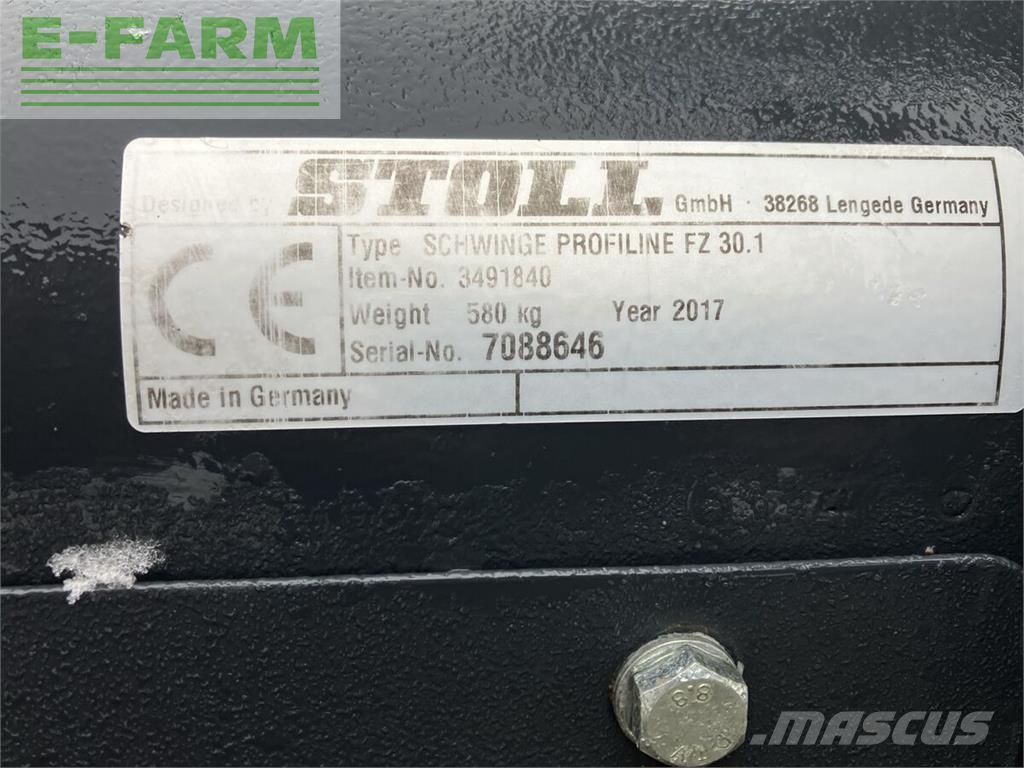 E-FARM
Designed by STOLL GmbH · 38268 Lengede Germany
CE
Type SCHWINGE PROFILINE FZ 30.1
Item-No. 3491840
Weight 580 kg Year 2017
Serial-No. 7088646
Made in Germany
8.8
MASCUS